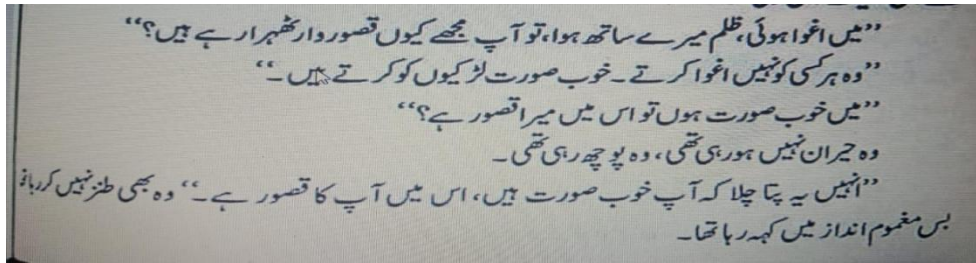 ”میں اغوا ہوئی، ظلم میرے ساتھ ہوا، تو آپ مجھے کیوں قصوروار ٹھہرا رہے ہیں؟“
”وہ ہر کسی کو نہیں اغوا کرتے ۔ خوب صورت لڑکیوں کو کرتے ہیں ۔“
”میں خوب صورت ہوں تو اس میں میرا قصور ہے؟“
وہ حیران نہیں ہو رہی تھی، وہ پوچھ رہی تھی ۔
”انہیں یہ پتا چلا کہ آپ خوب صورت ہیں، اس میں آپ کا قصور ہے ۔“ وہ بھی طنز نہیں کر رہا
بس مغموم انداز میں کہہ رہا تھا ۔